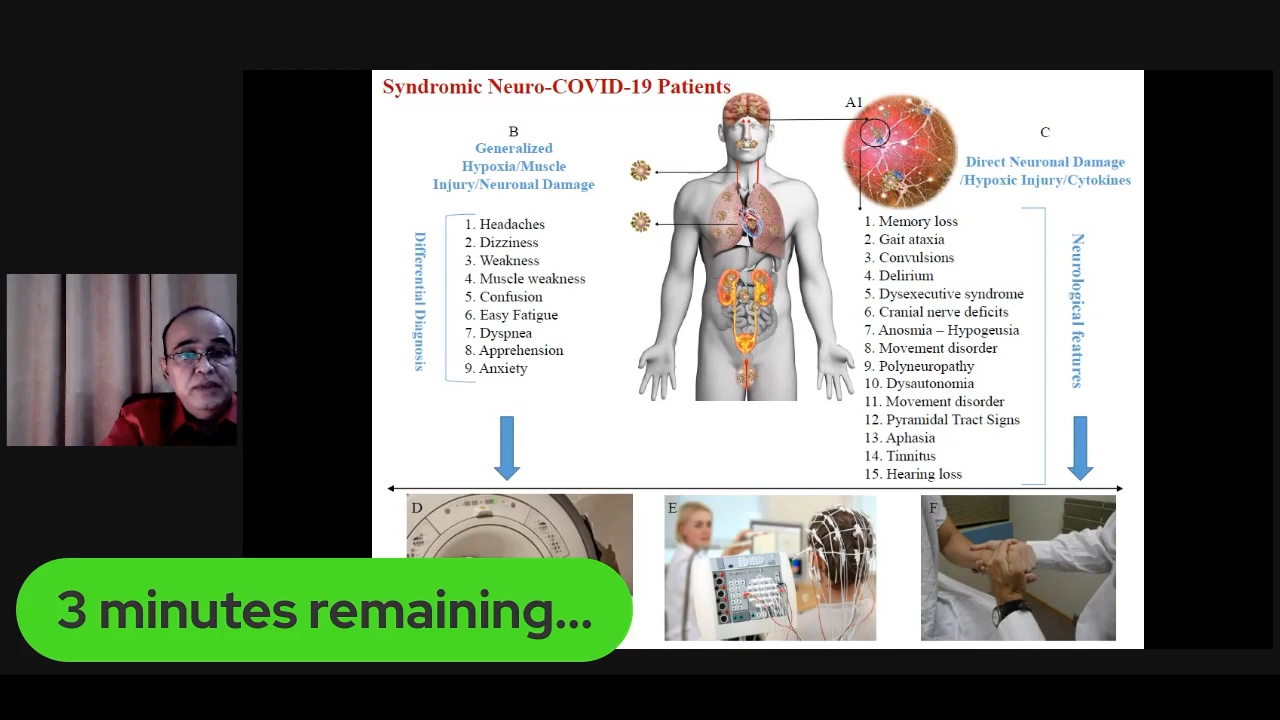 Syndromic Neuro-COVID-19 Patients
B
Generalized
Hypoxia/Muscle
Injury/Neuronal Damage
Differential Diagnosis
1. Headaches
2. Dizziness
3. Weakness
4. Muscle weakness
5. Confusion
6. Easy Fatigue
7. Dyspnea
8. Apprehension
9. Anxiety
A1
C
Direct Neuronal Damage
/Hypoxic Injury/Cytokines
1. Memory loss
2. Gait ataxia
3. Convulsions
4. Delirium
5. Dysexecutive syndrome
6. Cranial nerve deficits
7. Anosmia – Hypogeusia
8. Movement disorder
9. Polyneuropathy
10. Dysautonomia
11. Movement disorder
12. Pyramidal Tract Signs
13. Aphasia
14. Tinnitus
15. Hearing loss
Neurological features
D
E
F
3 minutes remaining...